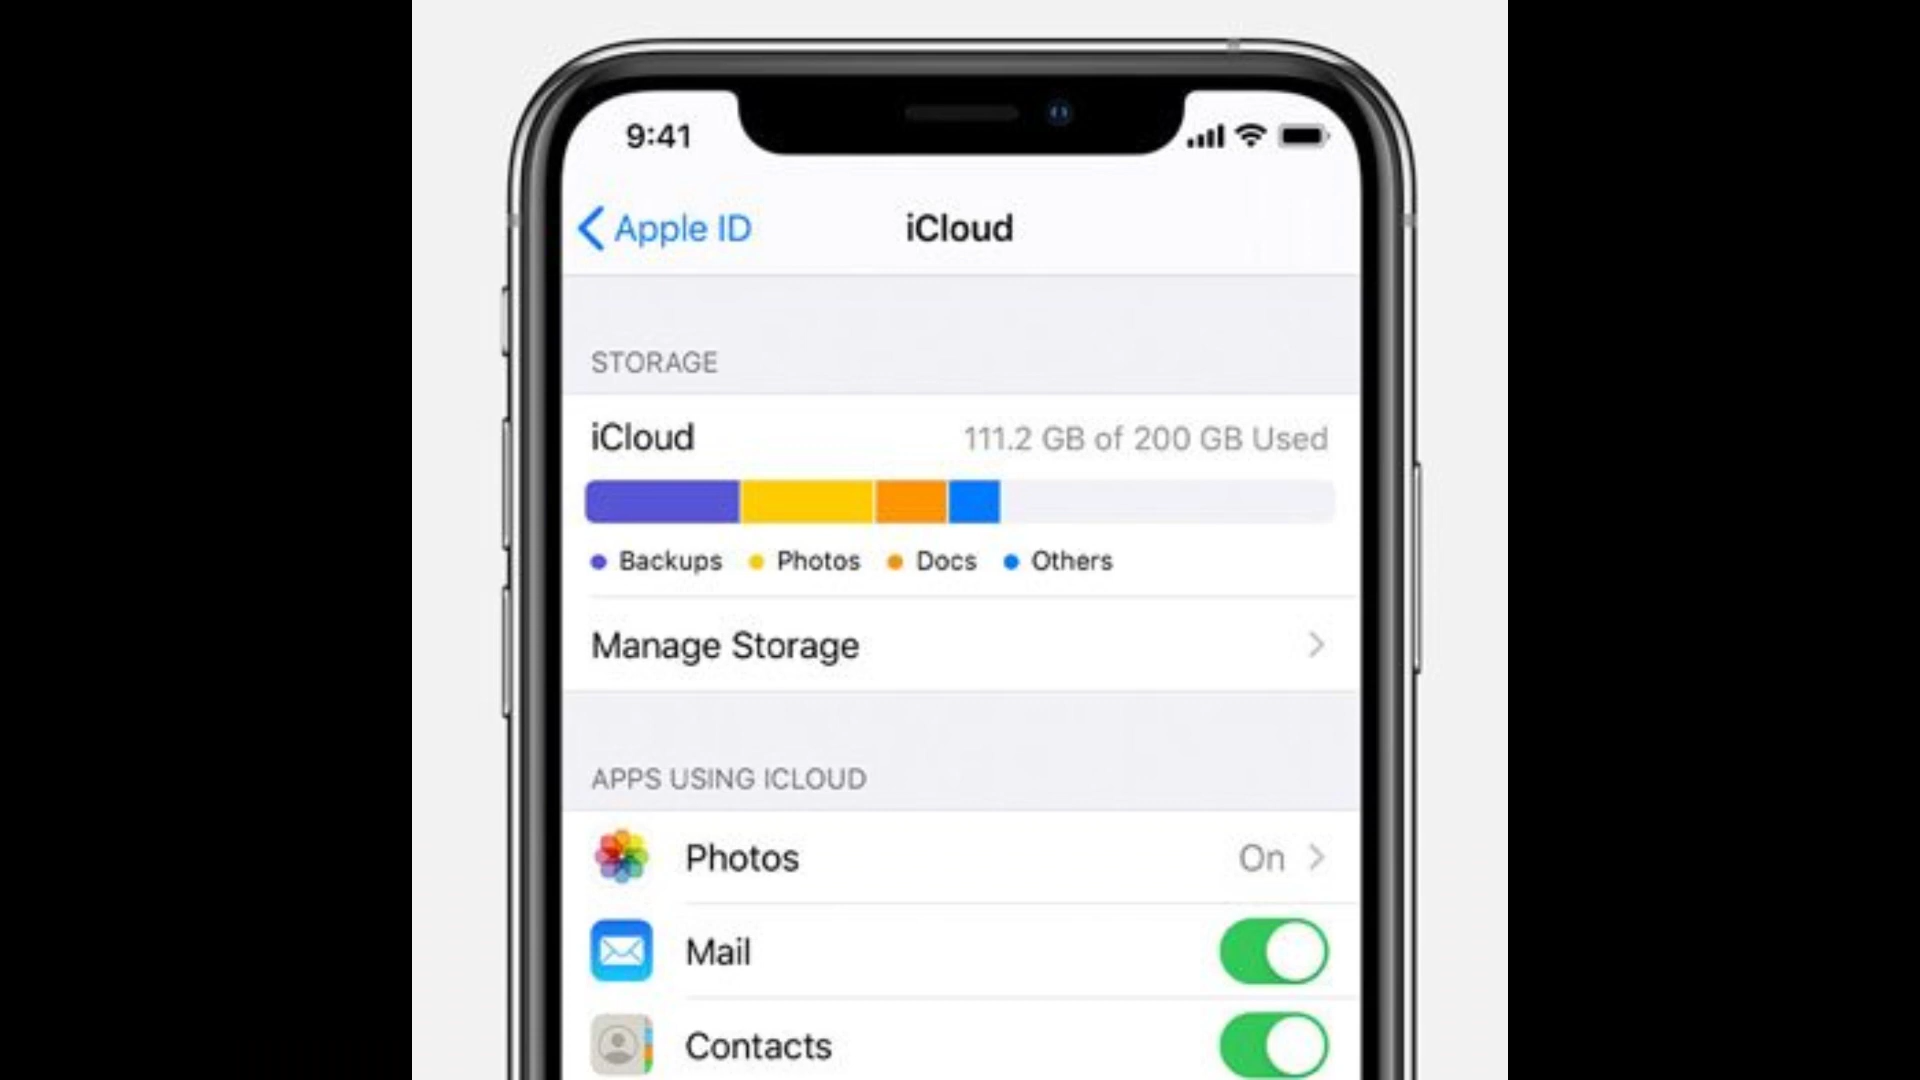 9:41
Apple ID
iCloud
STORAGE
iCloud
111.2 GB of 200 GB Used
Backups Photos Docs Others
Manage Storage
APPS USING ICLOUD
Photos On
Mail
Contacts